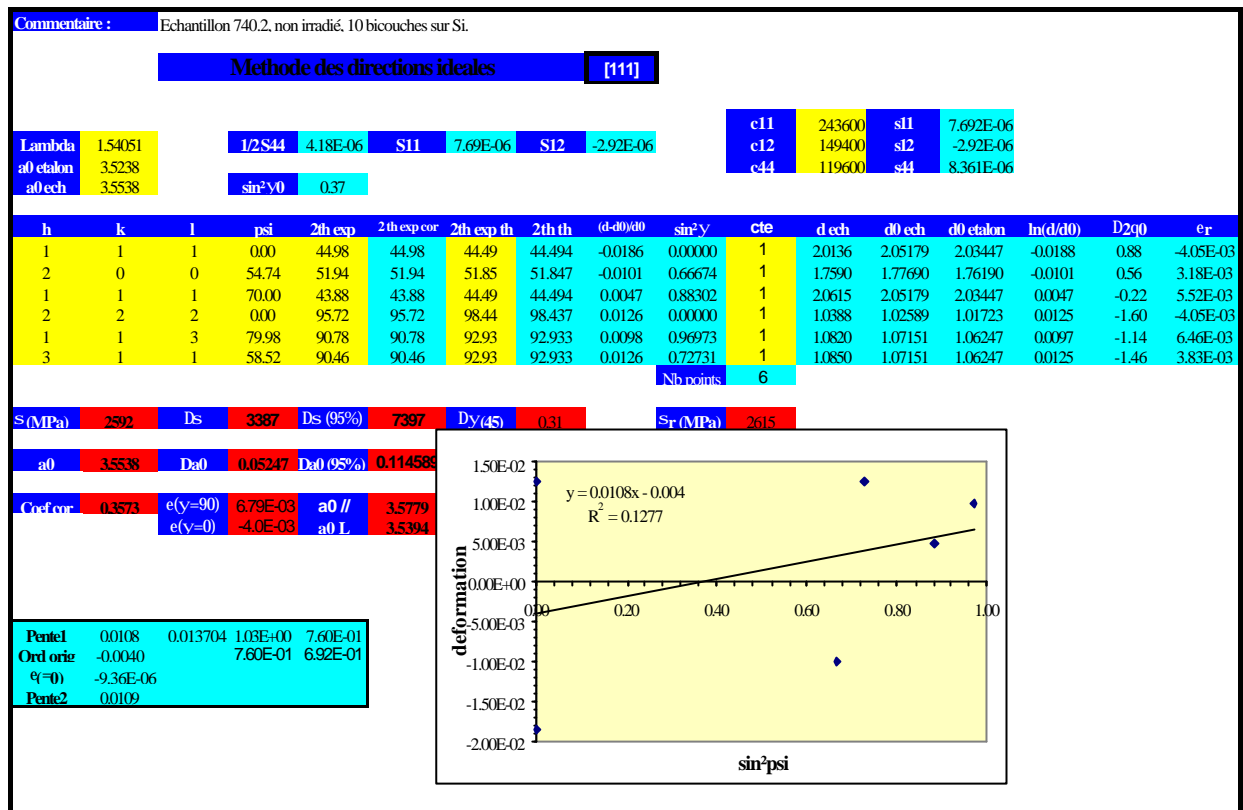 Commentaire : Echantillon 740.2, non irradié, 10 bicouches sur Si.
Methode des directions ideales [111]
c11 243600 s11 7.692E-06
Lambda 1.54051 1/2 S44 4.18E-06 S11 7.69E-06 S12 -2.92E-06 c12 149400 s12 -2.92E-06
a0 etalon 3.5238 c44 119600 s44 8.361E-06
a0 ech 3.5538 sin²y0 0.37
h k l psi 2th exp 2 th exp cor 2th exp th 2th th (d-d0)/d0 sin²y cte d ech d0 ech d0 etalon ln(d/d0) D2q0 er
1 1 1 0.00 44.98 44.98 44.49 44.494 -0.0186 0.00000 1 2.0136 2.05179 2.03447 -0.0188 0.88 -4.05E-03
2 0 0 54.74 51.94 51.94 51.85 51.847 -0.0101 0.66674 1 1.7590 1.77690 1.76190 -0.0101 0.56 3.18E-03
1 1 1 70.00 43.88 43.88 44.49 44.494 0.0047 0.88302 1 2.0615 2.05179 2.03447 0.0047 -0.22 5.52E-03
2 2 2 0.00 95.72 95.72 98.44 98.437 0.0126 0.00000 1 1.0388 1.02589 1.01723 0.0125 -1.60 -4.05E-03
1 1 3 79.98 90.78 90.78 92.93 92.933 0.0098 0.96973 1 1.0820 1.07151 1.06247 0.0097 -1.14 6.46E-03
3 1 1 58.52 90.46 90.46 92.93 92.933 0.0126 0.72731 1 1.0850 1.07151 1.06247 0.0125 -1.46 3.83E-03
Nb points 6
s (MPa) 2592 Ds 3387 Ds (95%) 7397 Dy(45) 0.31 sr (MPa) 2615
a0 3.5538 Da0 0.05247 Da0 (95%) 0.114589
Coef cor 0.3573 e(y=90) 6.79E-03 a0 // 3.5779
e(y=0) -4.0E-03 a0 L 3.5394
1.50E-02
1.00E-02
5.00E-03
0.00E+00
-5.00E-03
-1.00E-02
-1.50E-02
-2.00E-02
deformation
y = 0.0108x - 0.004
R² = 0.1277
0.00 0.20 0.40 0.60 0.80 1.00
sin²psi
Pente1 0.0108 0.013704 1.03E+00 7.60E-01
Ord orig -0.0040 7.60E-01 6.92E-01
e(=0) -9.36E-06
Pente2 0.0109